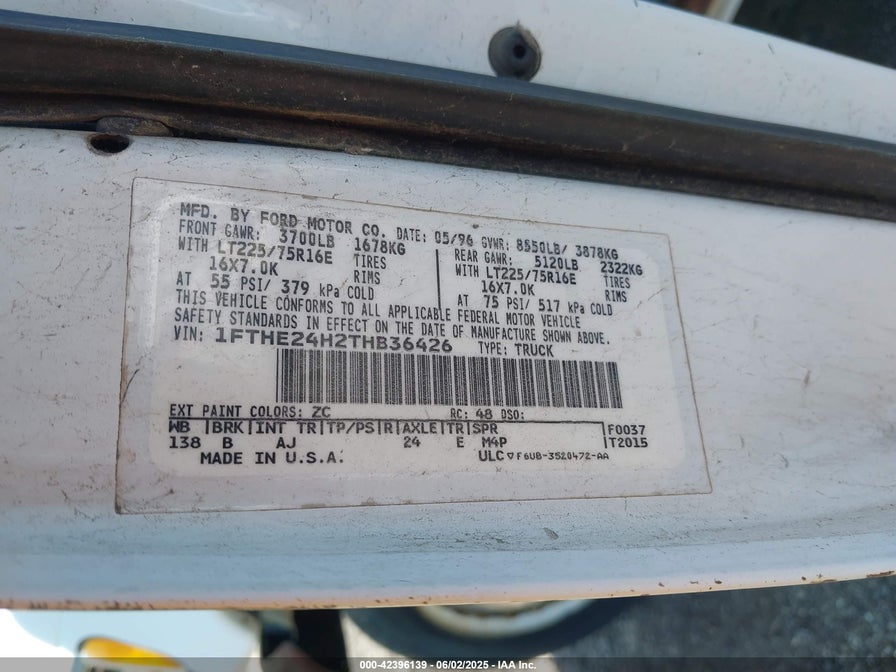 MFD. BY FORD MOTOR CO. DATE: 05/96 GVWR: 8550LB/ 3878KG
FRONT GAWR: 3700LB 1678KG
WITH LT225/75R16E TIRES
16X7.0K RIMS
AT 55 PSI/ 379 kPa COLD
REAR GAWR: 5120LB 2322KG
WITH LT225/75R16E TIRES
16X7.0K RIMS
AT 75 PSI/ 517 kPa COLD
THIS VEHICLE CONFORMS TO ALL APPLICABLE FEDERAL MOTOR VEHICLE
SAFETY STANDARDS IN EFFECT ON THE DATE OF MANUFACTURE SHOWN ABOVE.
VIN: 1FTHE24H2THB36426 TYPE: TRUCK
EXT PAINT COLORS: ZC RC: 48 DSO:
WB |BRK|INT TR|TP/PS|R|AXLE|TR|SPR F0037
138 B AJ 24 E M4P T2015
MADE IN U.S.A. ULC ▽F6UB-3520472-AA
000-42396139 - 06/02/2025 - IAA Inc.